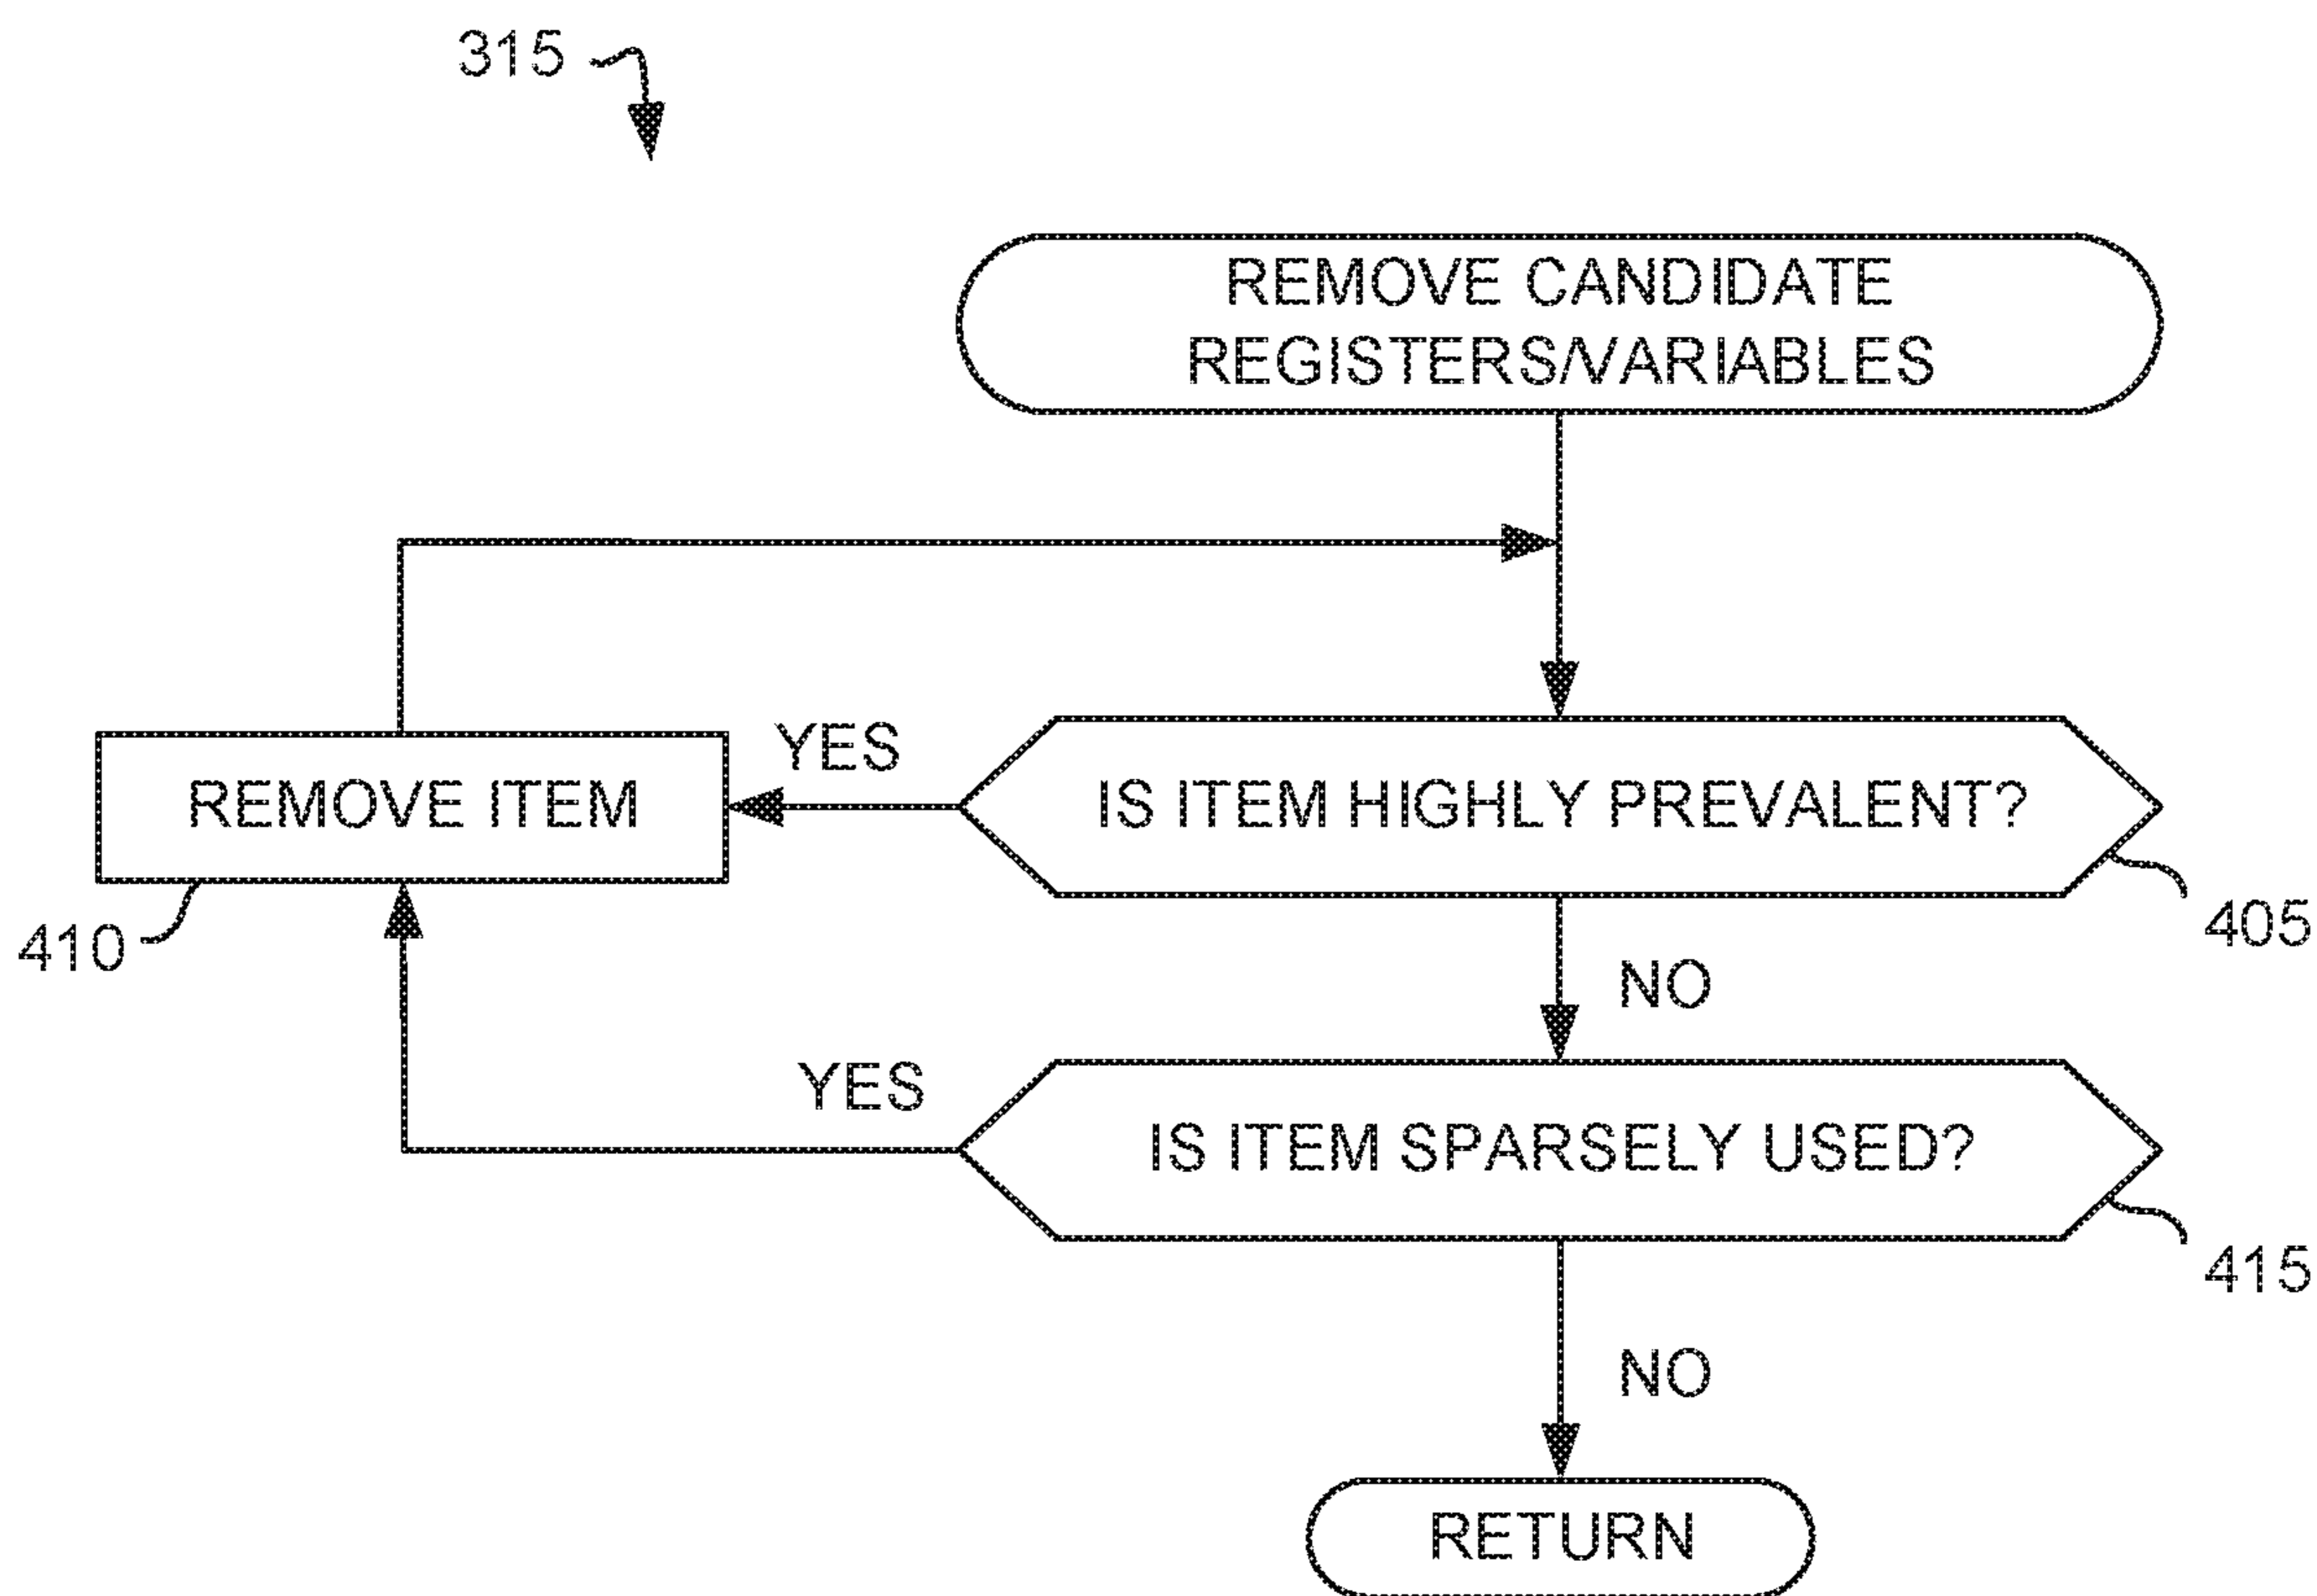 315
REMOVE CANDIDATE
REGISTERS/VARIABLES
YES
REMOVE ITEM
IS ITEM HIGHLY PREVALENT?
410
405
NO
YES
IS ITEM SPARSELY USED?
415
NO
RETURN